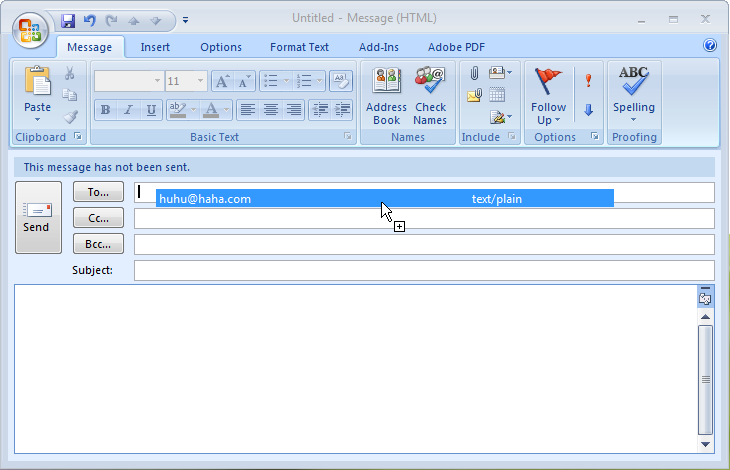 Untitled - Message (HTML)
Message Insert Options Format Text Add-Ins Adobe PDF
Paste
11
B I U
ab
A A
Address Book
Check Names
Follow Up
ABC
Spelling
Clipboard Basic Text Names Include Options Proofing
This message has not been sent.
Send
To...
huhu@haha.com text/plain
Cc...
Bcc...
Subject: